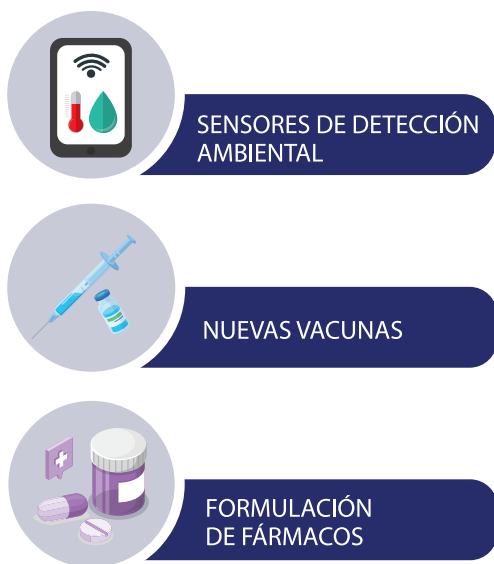 SENSORES DE DETECCIÓN
AMBIENTAL
NUEVAS VACUNAS
FORMULACIÓN
DE FÁRMACOS